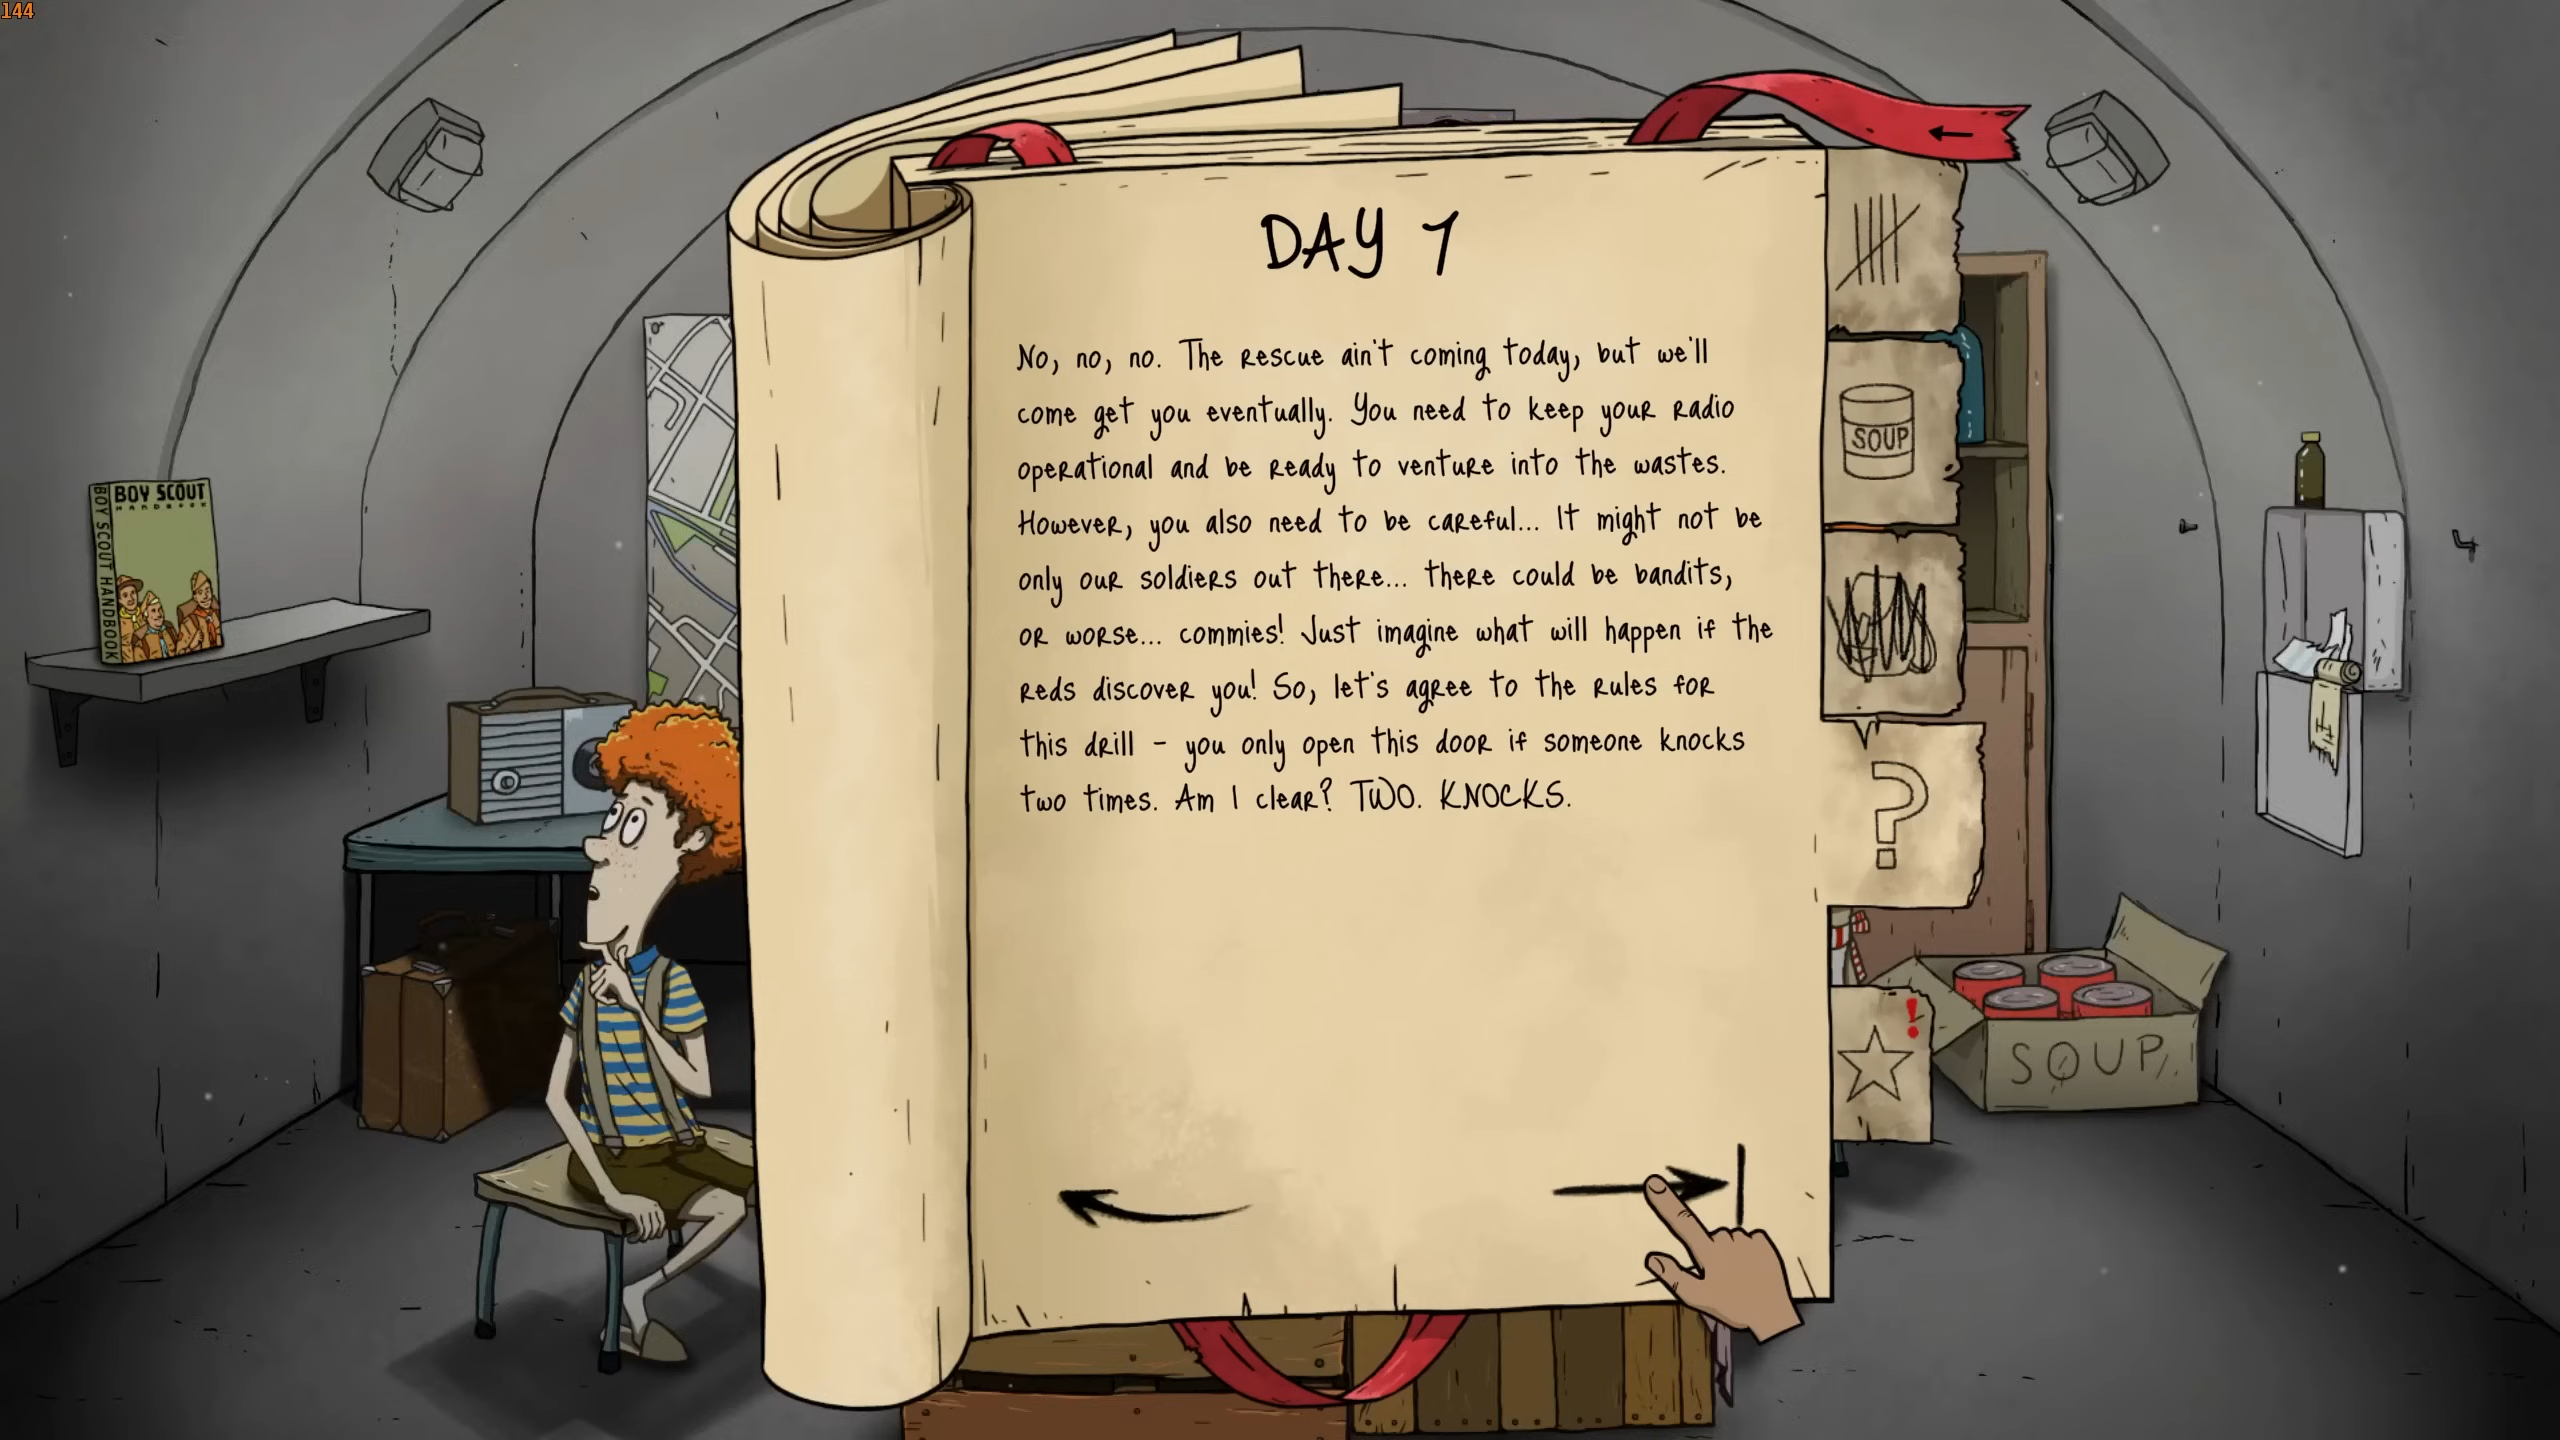 144
DAY 1
No, no, no. The rescue ain't coming today, but we'll
come get you eventually. You need to keep your radio
operational and be ready to venture into the wastes.
However, you also need to be careful... It might not be
only our soldiers out there... there could be bandits,
or worse... commies! Just imagine what will happen if the
reds discover you! So, let's agree to the rules for
this drill - you only open this door if someone knocks
two times. Am I clear? TWO. KNOCKS.
BOY SCOUT
HANDBOOK
BOY SCOUT HANDBOOK
SOUP
?
!
SOUP